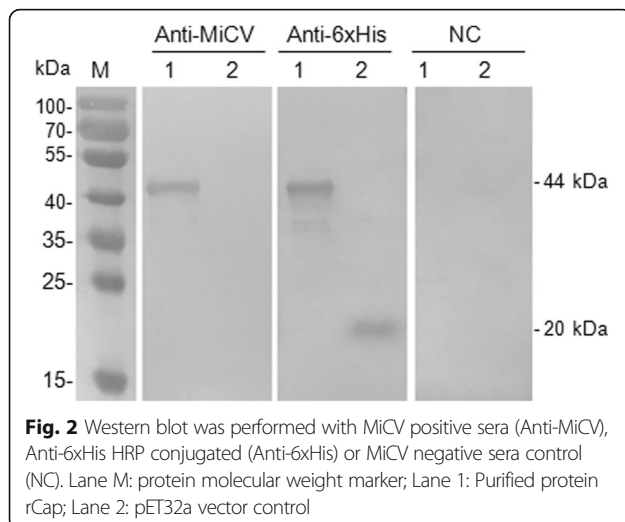 Anti-MiCV Anti-6xHis NC
kDa M 1 2 1 2 1 2
100-
70-
55-
40-
35-
25-
15-
- 44 kDa
- 20 kDa
Fig. 2 Western blot was performed with MiCV positive sera (Anti-MiCV),
Anti-6xHis HRP conjugated (Anti-6xHis) or MiCV negative sera control
(NC). Lane M: protein molecular weight marker; Lane 1: Purified protein
rCap; Lane 2: pET32a vector control